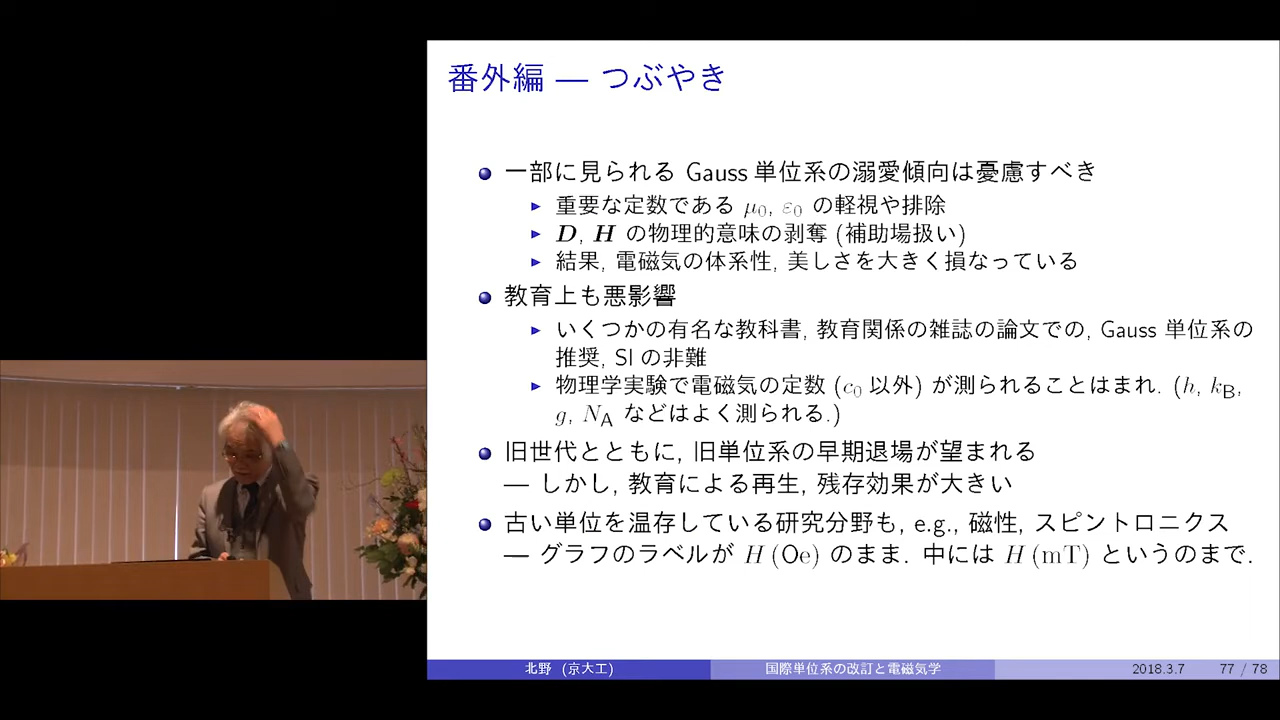 番外編 — つぶやき
一部に見られる Gauss 単位系の溺愛傾向は憂慮すべき
重要な定数である μ₀, ε₀ の軽視や排除
D, H の物理的意味の剥奪 (補助場扱い)
結果, 電磁気の体系性, 美しさを大きく損なっている
教育上も悪影響
いくつかの有名な教科書, 教育関係の雑誌の論文での, Gauss 単位系の
推奨, SI の非難
物理学実験で電磁気の定数 (c₀ 以外) が測られることはまれ. (h, k_B,
g, N_A などはよく測られる.)
旧世代とともに, 旧単位系の早期退場が望まれる
— しかし, 教育による再生, 残存効果が大きい
古い単位を温存している研究分野も, e.g., 磁性, スピントロニクス
— グラフのラベルが H (Oe) のまま. 中には H (mT) というのまで.
北野 (京大工) 国際単位系の改訂と電磁気学 2018.3.7 77 / 78